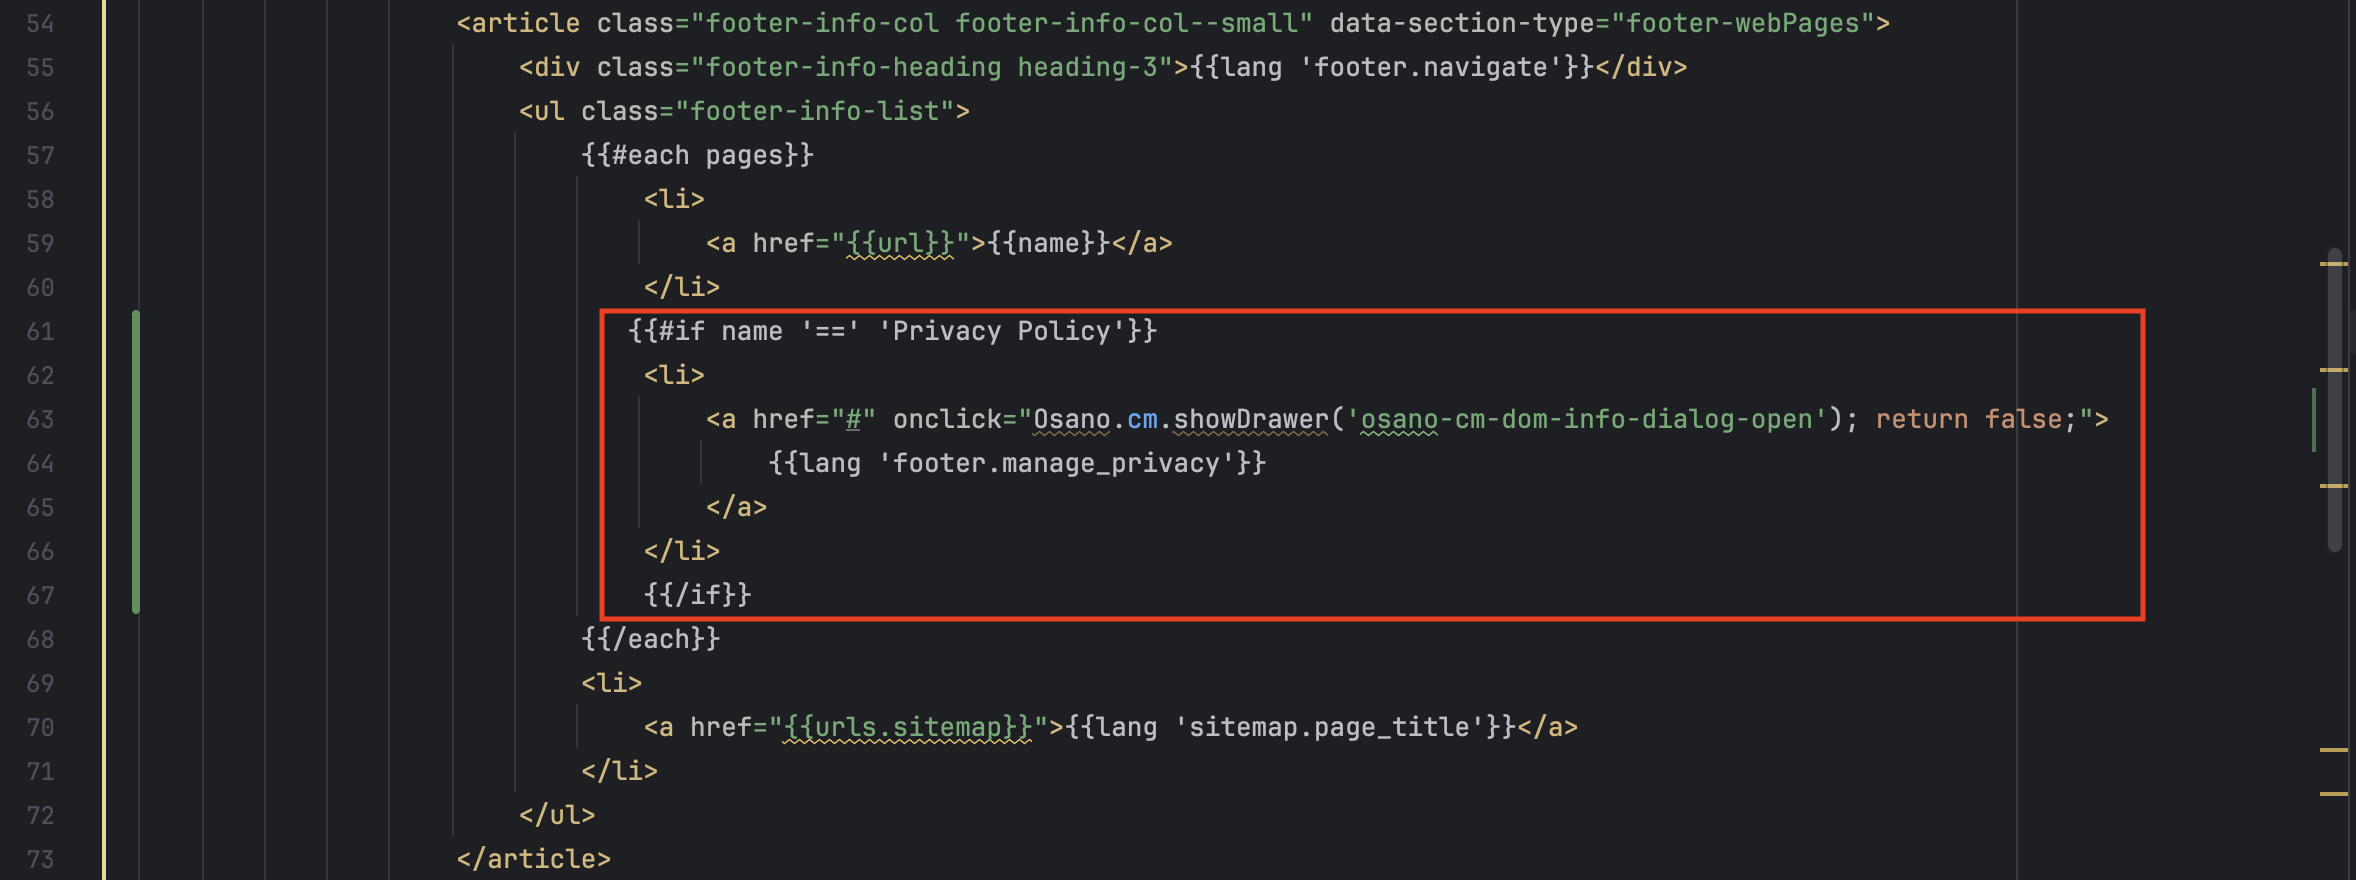 54 <article class="footer-info-col footer-info-col--small" data-section-type="footer-webPages">
55 <div class="footer-info-heading heading-3">{{lang 'footer.navigate'}}</div>
56 <ul class="footer-info-list">
57 {{#each pages}}
58 <li>
59 <a href="{{url}}">{{name}}</a>
60 </li>
61 {{#if name '==' 'Privacy Policy'}}
62 <li>
63 <a href="#" onclick="Osano.cm.showDrawer('osano-cm-dom-info-dialog-open'); return false;">
64 {{lang 'footer.manage_privacy'}}
65 </a>
66 </li>
67 {{/if}}
68 {{/each}}
69 <li>
70 <a href="{{urls.sitemap}}">{{lang 'sitemap.page_title'}}</a>
71 </li>
72 </ul>
73 </article>